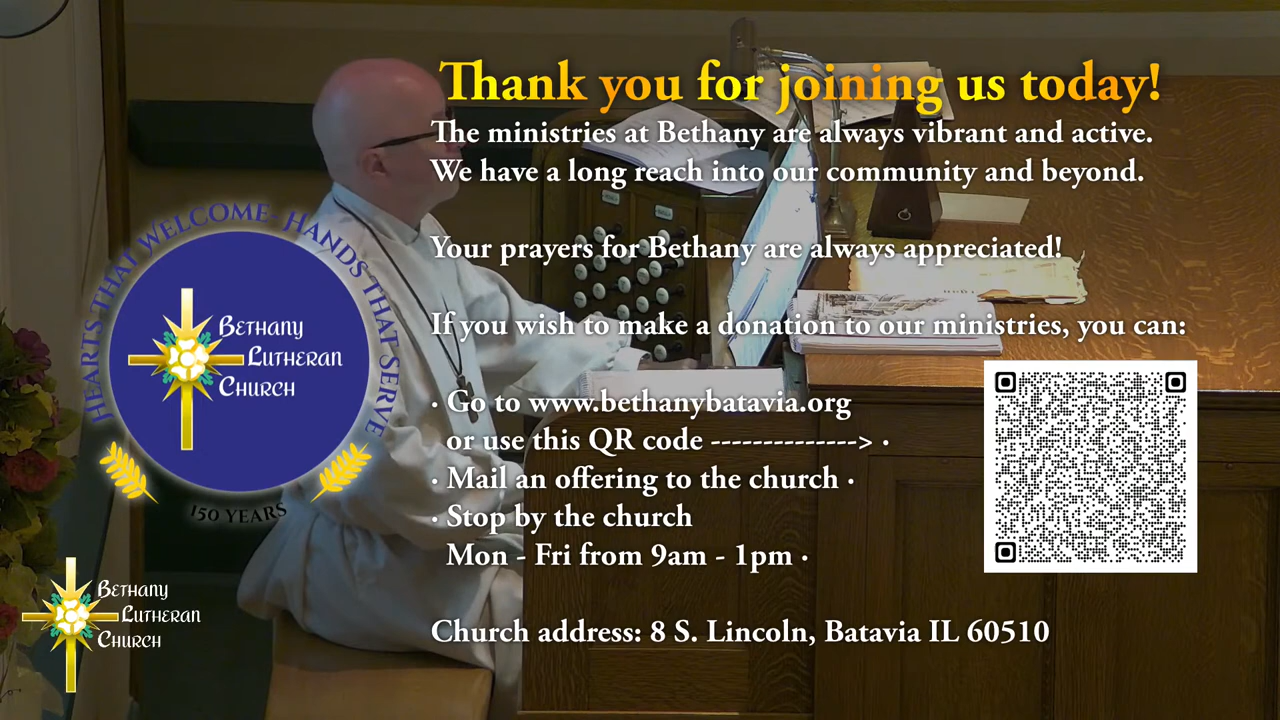 Thank you for joining us today!
The ministries at Bethany are always vibrant and active.
We have a long reach into our community and beyond.
Your prayers for Bethany are always appreciated!
If you wish to make a donation to our ministries, you can:
· Go to www.bethanybatavia.org
or use this QR code --------------> ·
· Mail an offering to the church ·
· Stop by the church
Mon - Fri from 9am - 1pm ·
Church address: 8 S. Lincoln, Batavia IL 60510
HEARTS THAT WELCOME - HANDS THAT SERVE
Bethany
Lutheran
Church
150 YEARS
Bethany
Lutheran
Church